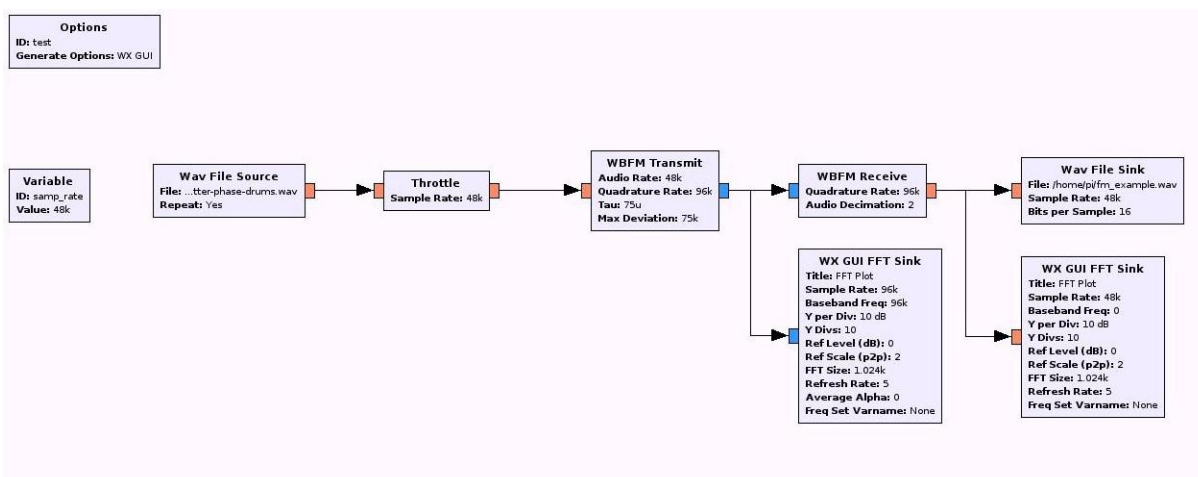 Options
ID: test
Generate Options: WX GUI
Variable
ID: samp_rate
Value: 48k
Wav File Source
File: ...tter-phase-drums.wav
Repeat: Yes
Throttle
Sample Rate: 48k
WBFM Transmit
Audio Rate: 48k
Quadrature Rate: 96k
Tau: 75u
Max Deviation: 75k
WBFM Receive
Quadrature Rate: 96k
Audio Decimation: 2
Wav File Sink
File: /home/pi/fm_example.wav
Sample Rate: 48k
Bits per Sample: 16
WX GUI FFT Sink
Title: FFT Plot
Sample Rate: 96k
Baseband Freq: 96k
Y per Div: 10 dB
Y Divs: 10
Ref Level (dB): 0
Ref Scale (p2p): 2
FFT Size: 1.024k
Refresh Rate: 5
Average Alpha: 0
Freq Set Varname: None
WX GUI FFT Sink
Title: FFT Plot
Sample Rate: 48k
Baseband Freq: 0
Y per Div: 10 dB
Y Divs: 10
Ref Level (dB): 0
Ref Scale (p2p): 2
FFT Size: 1.024k
Refresh Rate: 5
Freq Set Varname: None